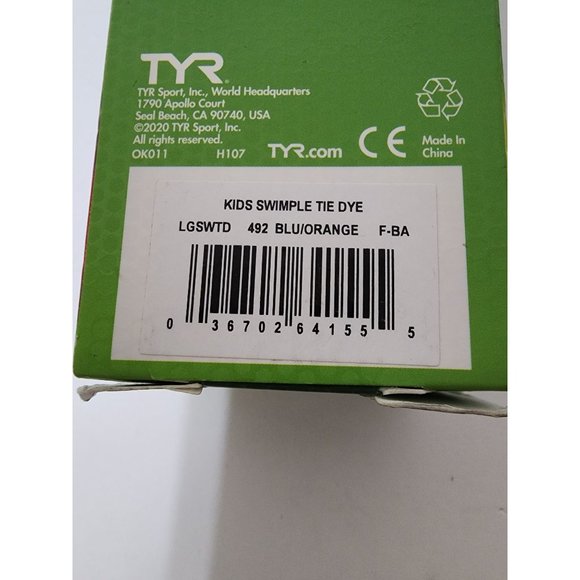 TYR
TYR Sport, Inc., World Headquarters
1790 Apollo Court
Seal Beach, CA 90740, USA
©2020 TYR Sport, Inc.
All rights reserved.
OK011 H107 TYR.com CE Made In
China
KIDS SWIMPLE TIE DYE
LGSWTD 492 BLU/ORANGE F-BA
0 36702 64155 5